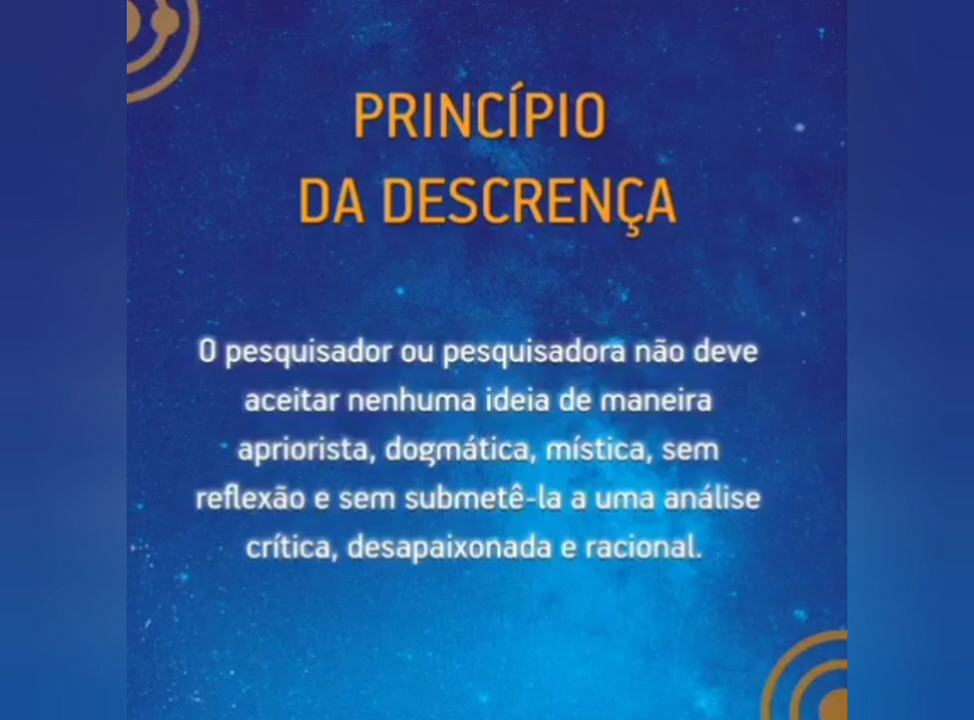 PRINCÍPIO
DA DESCRENÇA
O pesquisador ou pesquisadora não deve
aceitar nenhuma ideia de maneira
apriorista, dogmática, mística, sem
reflexão e sem submetê-la a uma análise
crítica, desapaixonada e racional.